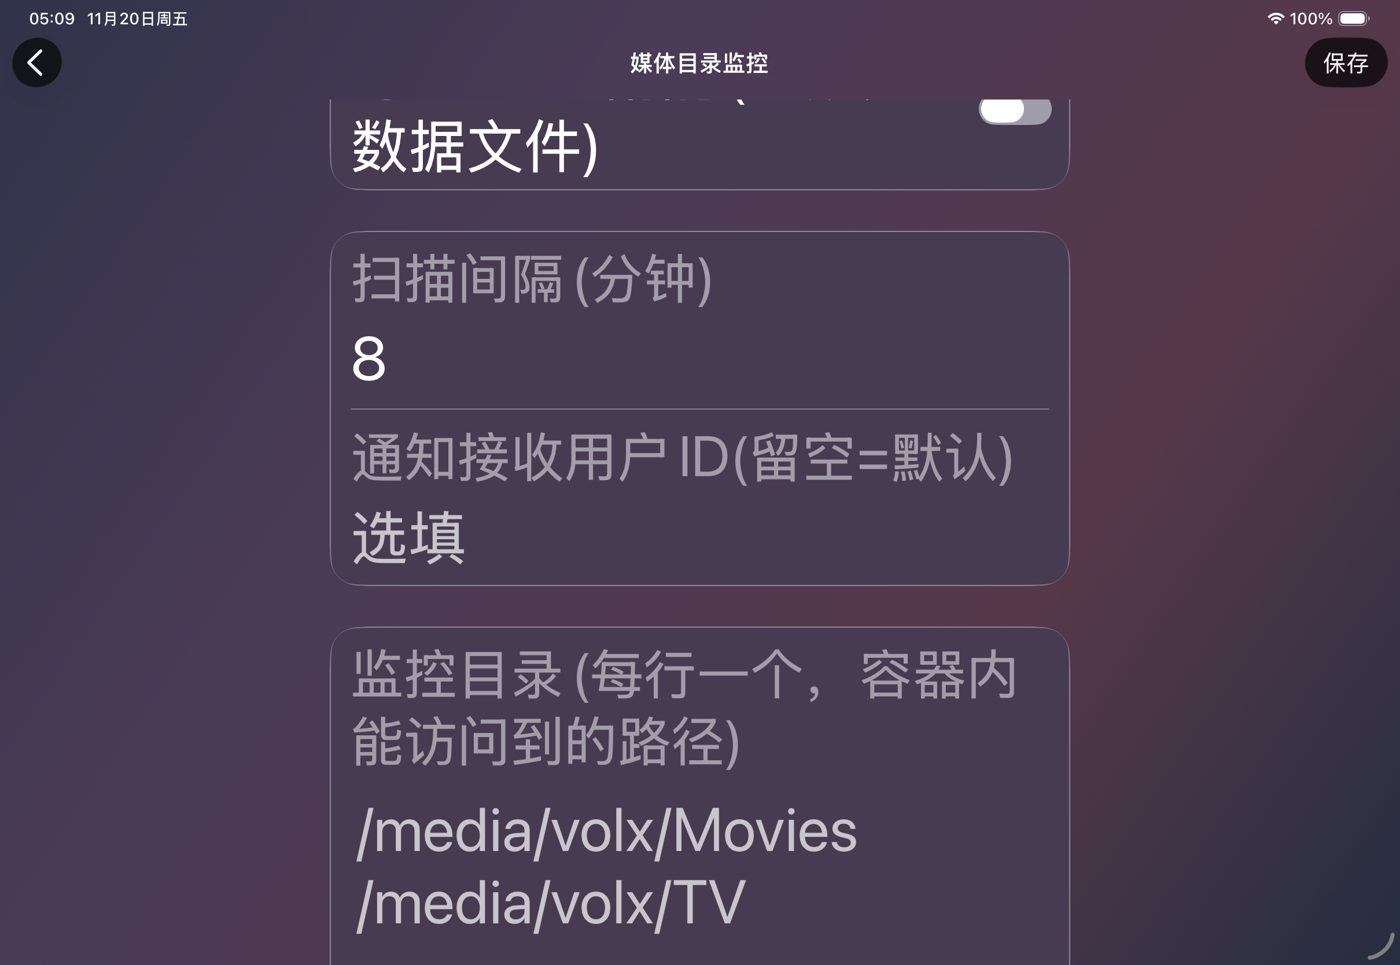 05:09 11月20日周五
100%
媒体目录监控
保存
数据文件)
扫描间隔 (分钟)
8
通知接收用户 ID(留空=默认)
选填
监控目录 (每行一个，容器内
能访问到的路径)
/media/volx/Movies
/media/volx/TV